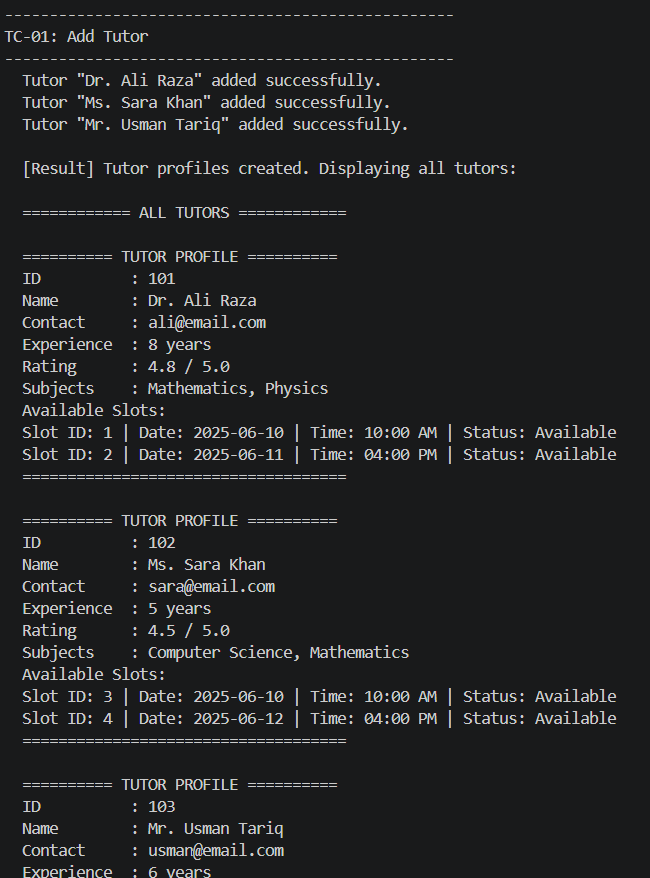 --------------------------------------------------
TC-01: Add Tutor
--------------------------------------------------
Tutor "Dr. Ali Raza" added successfully.
Tutor "Ms. Sara Khan" added successfully.
Tutor "Mr. Usman Tariq" added successfully.
[Result] Tutor profiles created. Displaying all tutors:
============ ALL TUTORS ============
========== TUTOR PROFILE ==========
ID          : 101
Name        : Dr. Ali Raza
Contact     : ali@email.com
Experience  : 8 years
Rating      : 4.8 / 5.0
Subjects    : Mathematics, Physics
Available Slots:
Slot ID: 1 | Date: 2025-06-10 | Time: 10:00 AM | Status: Available
Slot ID: 2 | Date: 2025-06-11 | Time: 04:00 PM | Status: Available
====================================
========== TUTOR PROFILE ==========
ID          : 102
Name        : Ms. Sara Khan
Contact     : sara@email.com
Experience  : 5 years
Rating      : 4.5 / 5.0
Subjects    : Computer Science, Mathematics
Available Slots:
Slot ID: 3 | Date: 2025-06-10 | Time: 10:00 AM | Status: Available
Slot ID: 4 | Date: 2025-06-12 | Time: 04:00 PM | Status: Available
====================================
========== TUTOR PROFILE ==========
ID          : 103
Name        : Mr. Usman Tariq
Contact     : usman@email.com
Experience  : 6 years